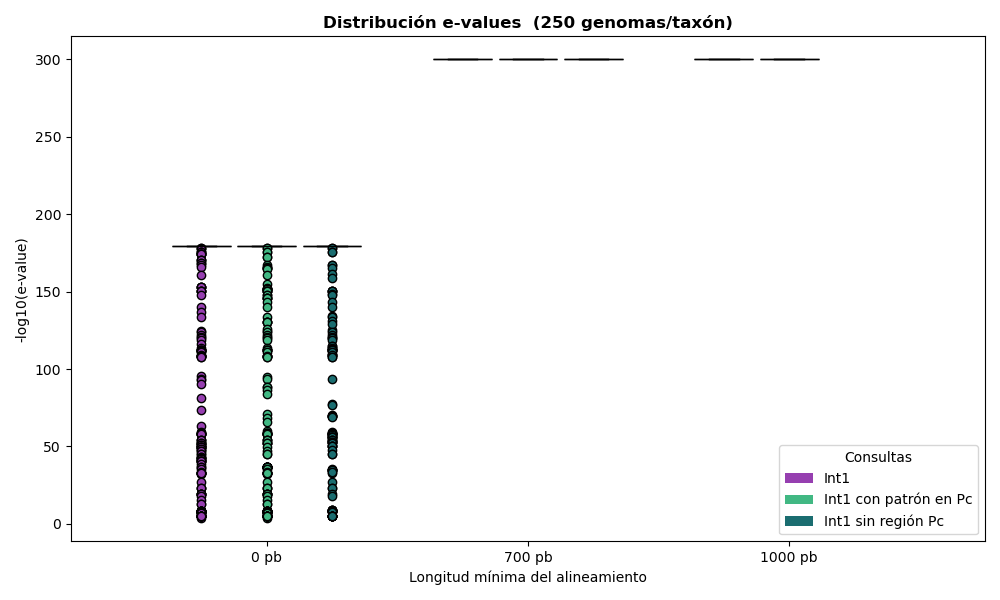 Distribución e-values  (250 genomas/taxón)
300
250
200
150
100
50
0
-log10(e-value)
0 pb
700 pb
1000 pb
Longitud mínima del alineamiento
Consultas
Int1
Int1 con patrón en Pc
Int1 sin región Pc